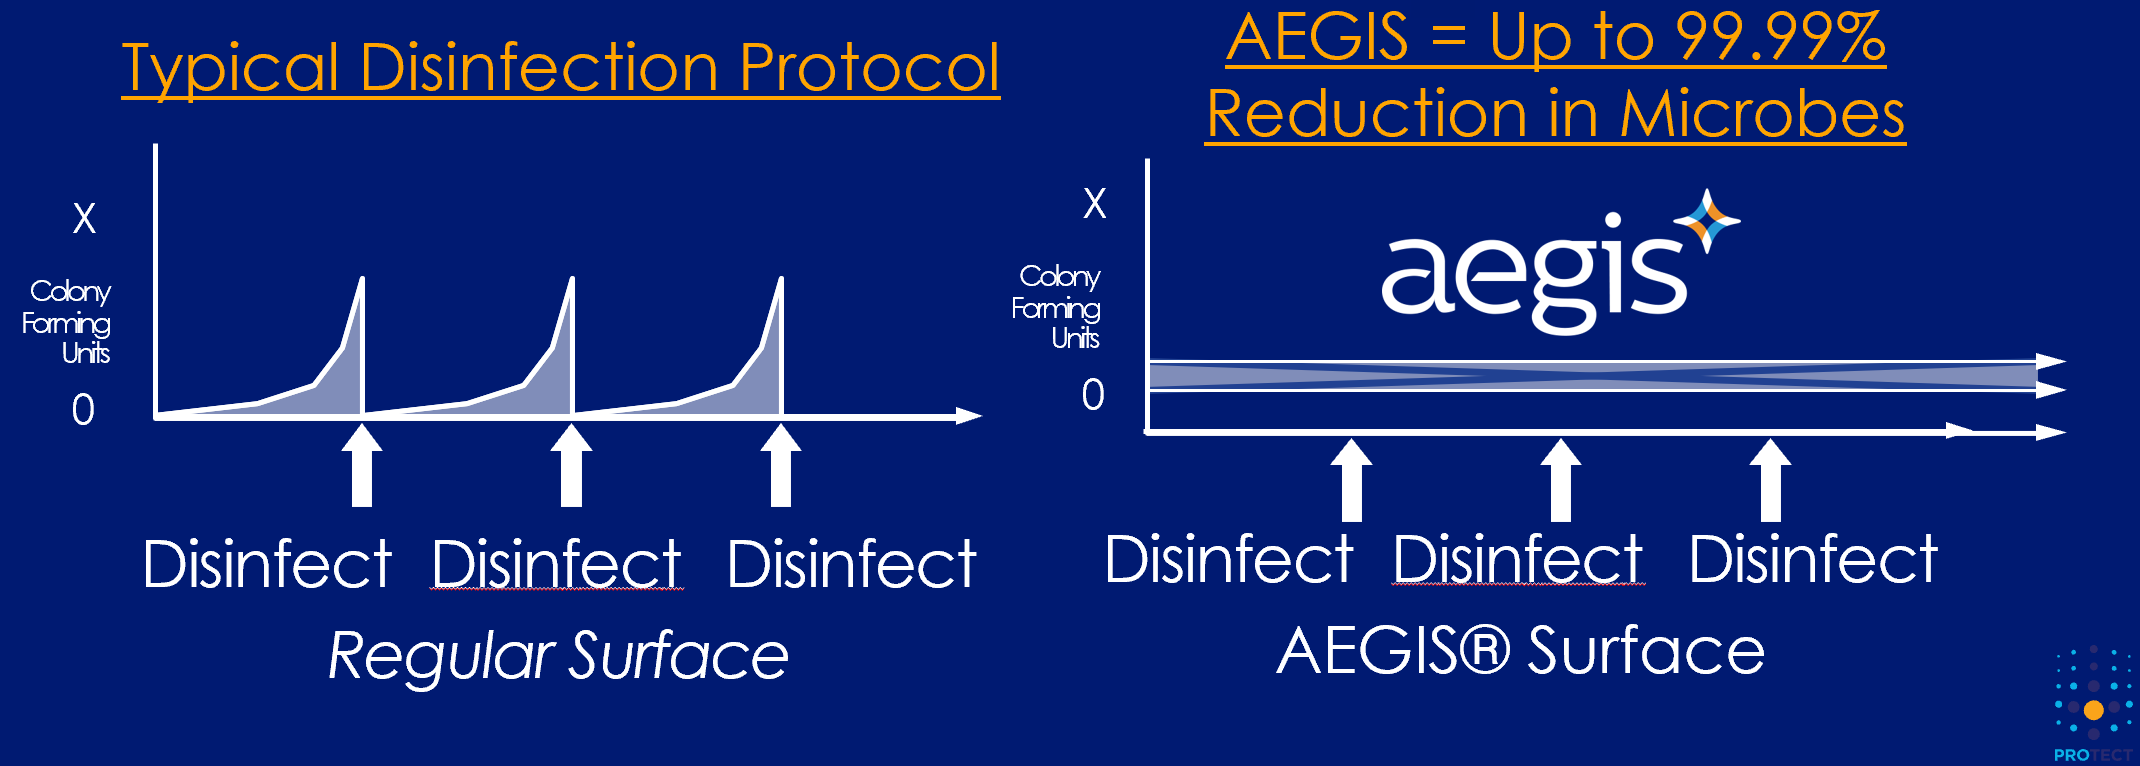 Typical Disinfection Protocol
X
Colony
Forming
Units
0
Disinfect Disinfect Disinfect
Regular Surface
AEGIS = Up to 99.99%
Reduction in Microbes
X
aegis
Colony
Forming
Units
0
Disinfect Disinfect Disinfect
AEGIS® Surface
PROTECT